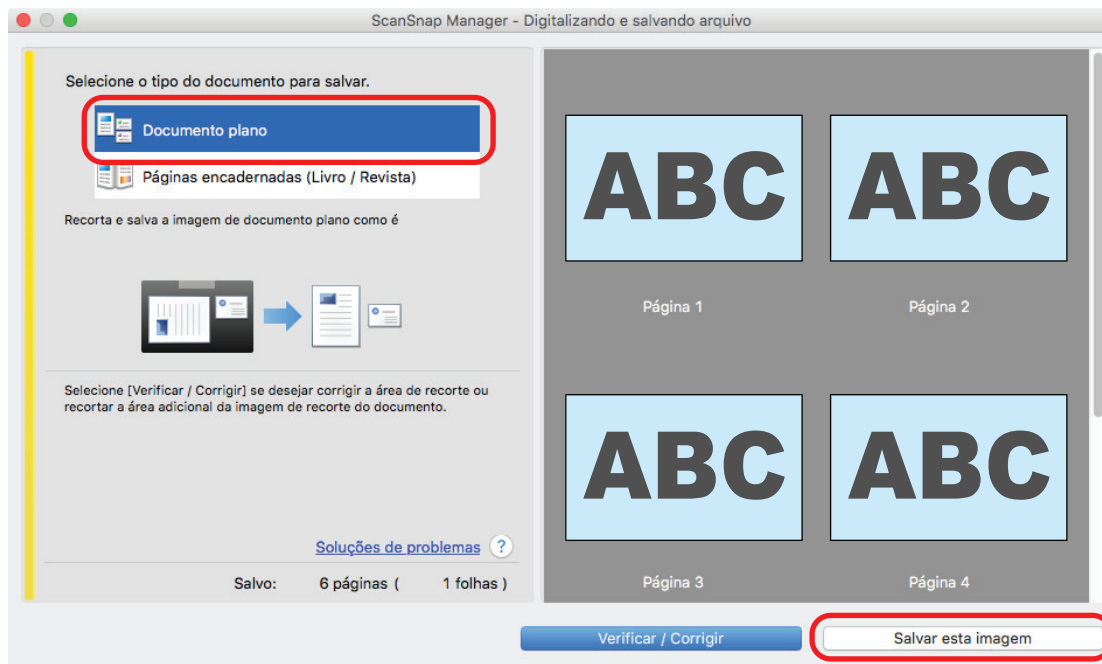 ScanSnap Manager - Digitalizando e salvando arquivo
Selecione o tipo do documento para salvar.
Documento plano
Páginas encadernadas (Livro / Revista)
Recorta e salva a imagem de documento plano como é
Selecione [Verificar / Corrigir] se desejar corrigir a área de recorte ou
recortar a área adicional da imagem de recorte do documento.
Soluções de problemas ?
Salvo: 6 páginas ( 1 folhas )
ABC ABC
Página 1 Página 2
ABC ABC
Página 3 Página 4
Verificar / Corrigir Salvar esta imagem